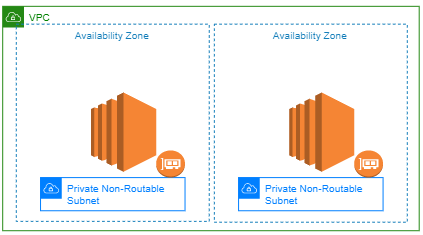 VPC
Availability Zone
Availability Zone
Private Non-Routable
Subnet
Private Non-Routable
Subnet